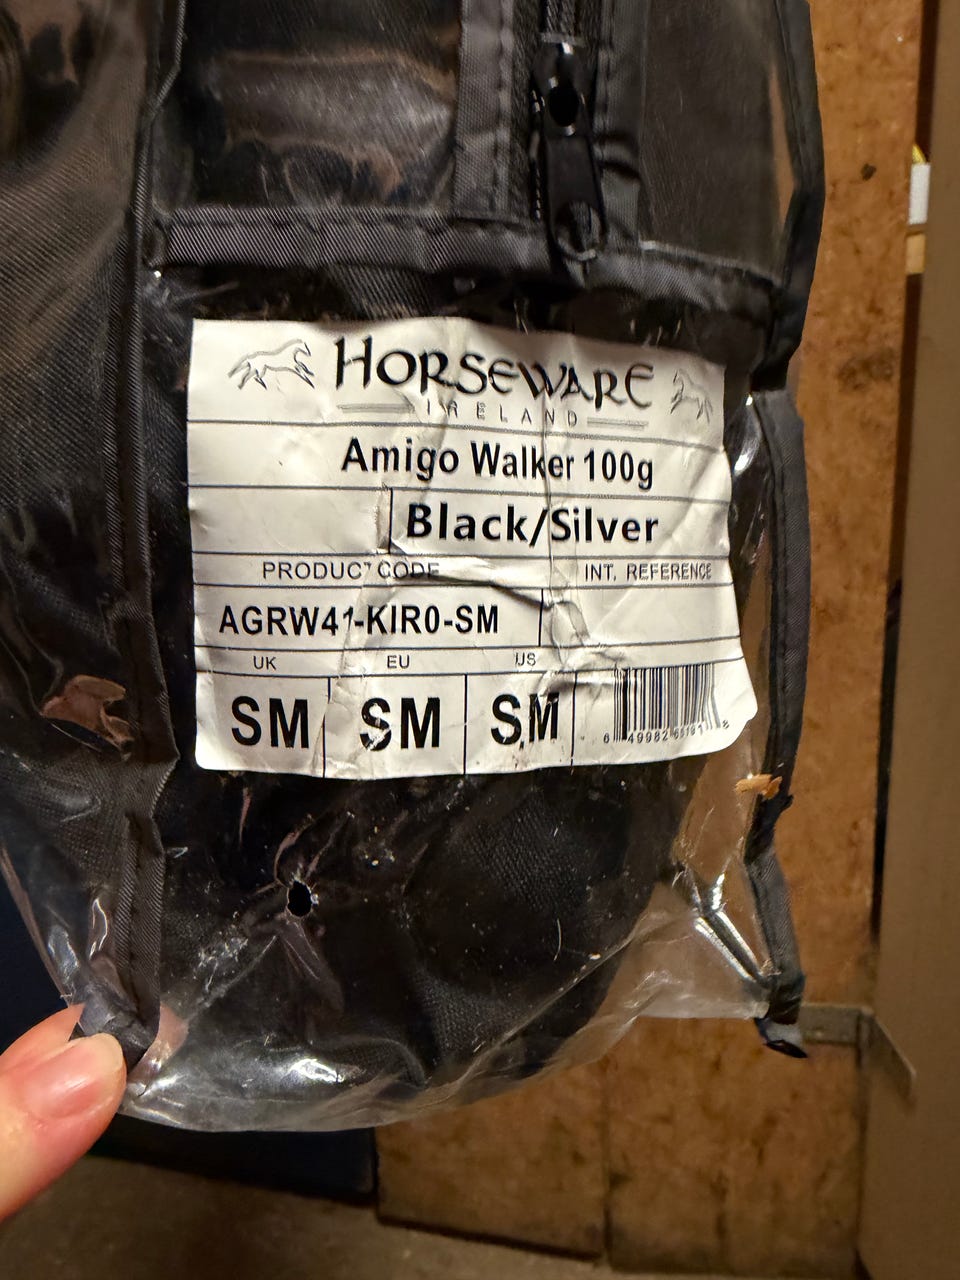 HORSEWARE
IRELAND
Amigo Walker 100g
Black/Silver
PRODUCT CODE INT. REFERENCE
AGRW41-KIR0-SM
UK EU US
SM SM SM